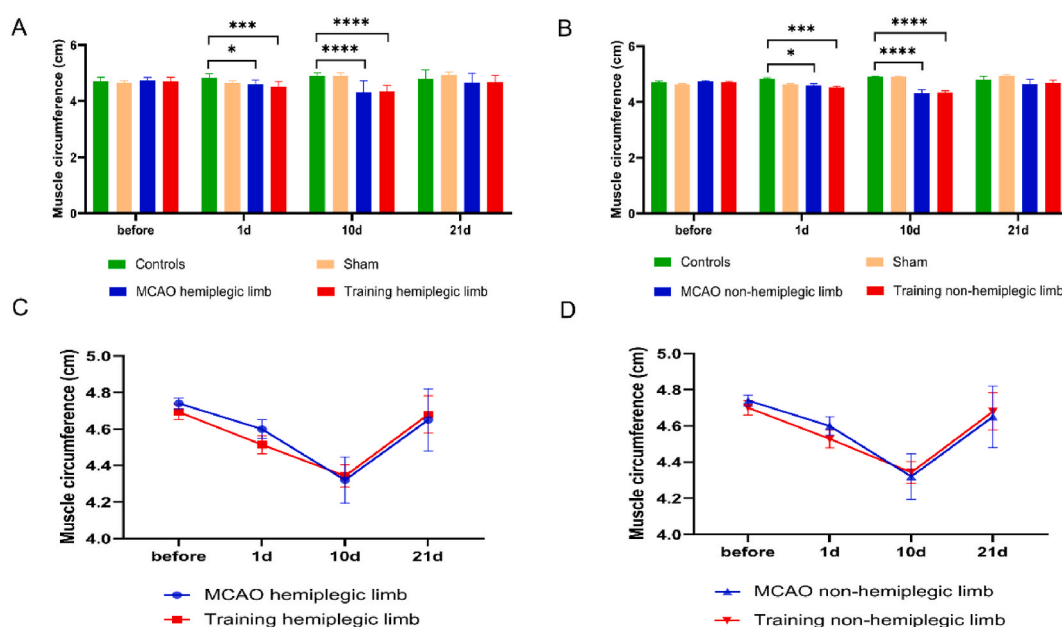 A
Muscle circumference (cm)
6
4
2
0
***
*
***
****
before
1d
10d
21d
Controls
Sham
MCAO hemiplegic limb
Training hemiplegic limb
B
Muscle circumference (cm)
6
4
2
0
***
*
****
****
before
1d
10d
21d
Controls
Sham
MCAO non-hemiplegic limb
Training non-hemiplegic limb
C
Muscle circumference (cm)
5.0
4.8
4.6
4.4
4.2
4.0
before
1d
10d
21d
MCAO hemiplegic limb
Training hemiplegic limb
D
Muscle circumference (cm)
5.0
4.8
4.6
4.4
4.2
4.0
before
1d
10d
21d
MCAO non-hemiplegic limb
Training non-hemiplegic limb